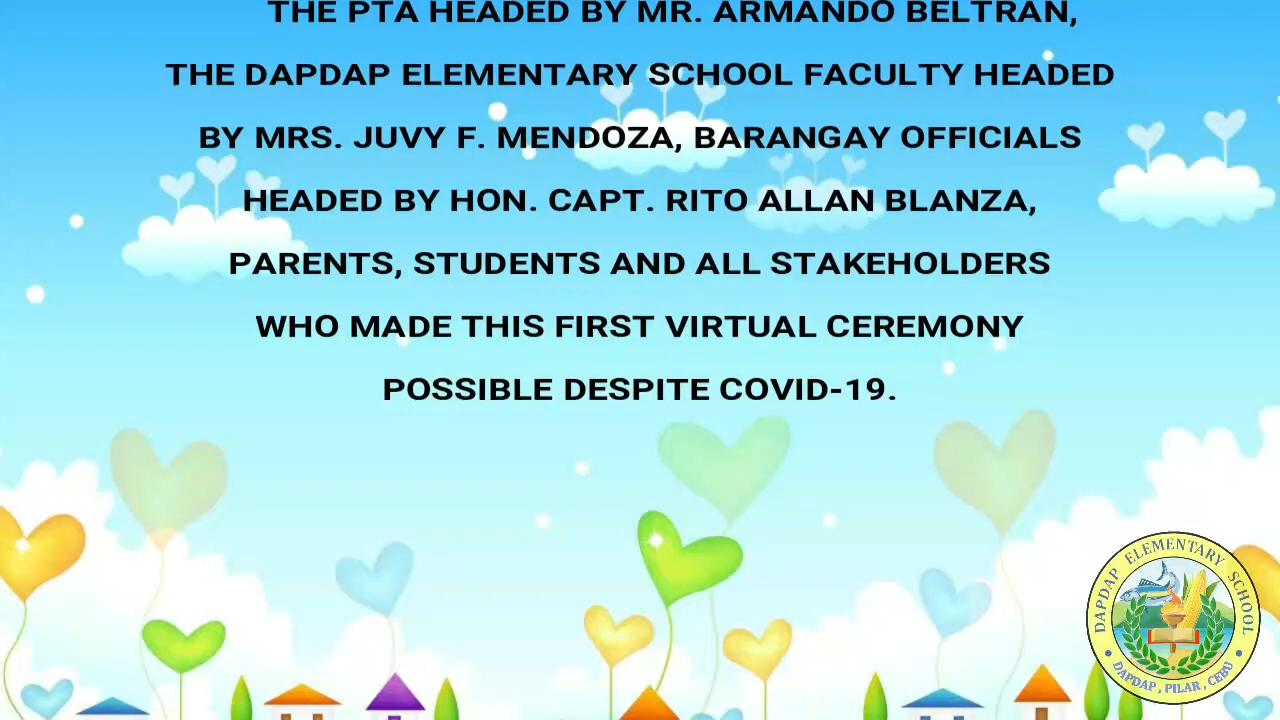 THE PTA HEADED BY MR. ARMANDO BELTRAN,
THE DAPDAP ELEMENTARY SCHOOL FACULTY HEADED
BY MRS. JUVY F. MENDOZA, BARANGAY OFFICIALS
HEADED BY HON. CAPT. RITO ALLAN BLANZA,
PARENTS, STUDENTS AND ALL STAKEHOLDERS
WHO MADE THIS FIRST VIRTUAL CEREMONY
POSSIBLE DESPITE COVID-19.
DAPDAP ELEMENTARY SCHOOL
DAPDAP, PILAR, CEBU